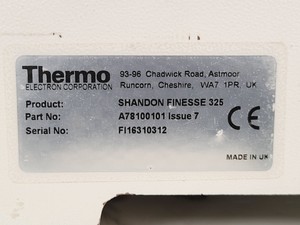 Thermo
ELECTRON CORPORATION
93-96 Chadwick Road, Astmoor
Runcorn, Cheshire, WA7 1PR, UK
Product: SHANDON FINESSE 325
Part No: A78100101 Issue 7
Serial No: FI16310312
CE
MADE IN UK